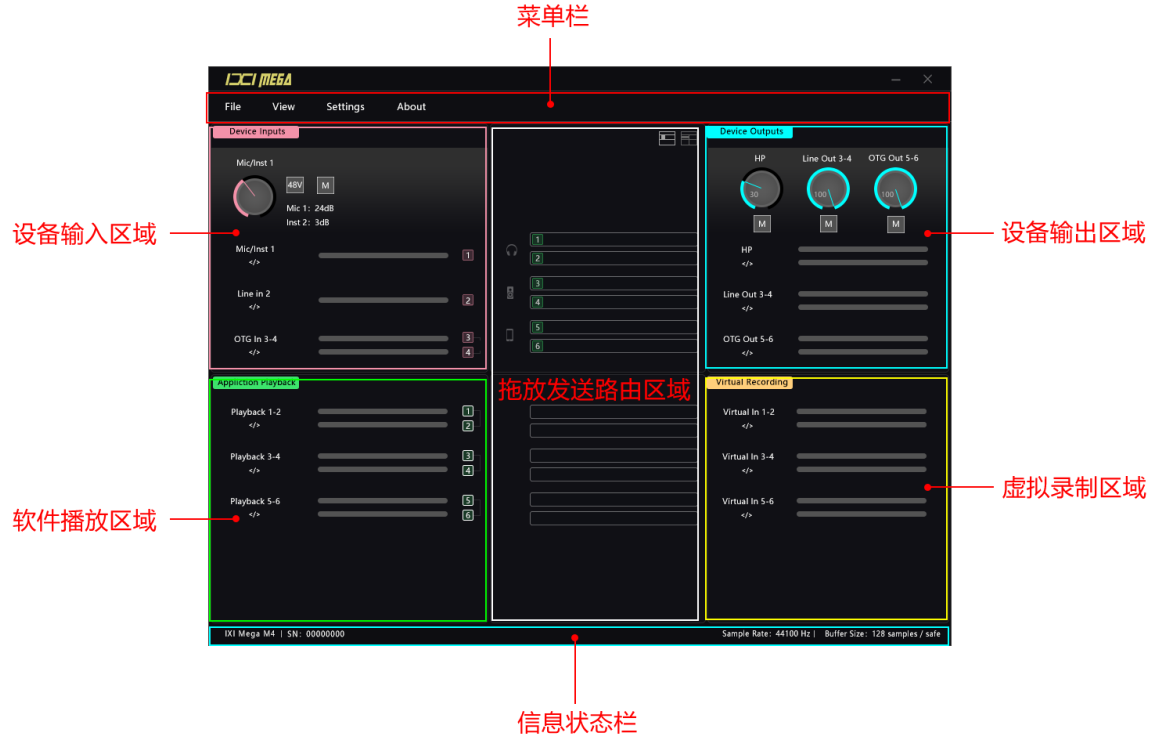 菜单栏
IXI MEGA
File View Settings About
Device Inputs
Mic/Inst 1
48V M
Mic 1: 24dB
Inst 2: 3dB
Mic/Inst 1
</>
1
Line in 2
</>
2
OTG In 3-4
</>
3
4
设备输入区域
1
2
3
4
5
6
拖放发送路由区域
Device Outputs
HP Line Out 3-4 OTG Out 5-6
30 100 100
M M M
HP
</>
Line Out 3-4
</>
OTG Out 5-6
</>
设备输出区域
Appliction Playback
Playback 1-2
</>
1
2
Playback 3-4
</>
3
4
Playback 5-6
</>
5
6
软件播放区域
Virtual Recording
Virtual In 1-2
</>
Virtual In 3-4
</>
Virtual In 5-6
</>
虚拟录制区域
IXI Mega M4 | SN: 00000000
Sample Rate: 44100 Hz | Buffer Size: 128 samples / safe
信息状态栏